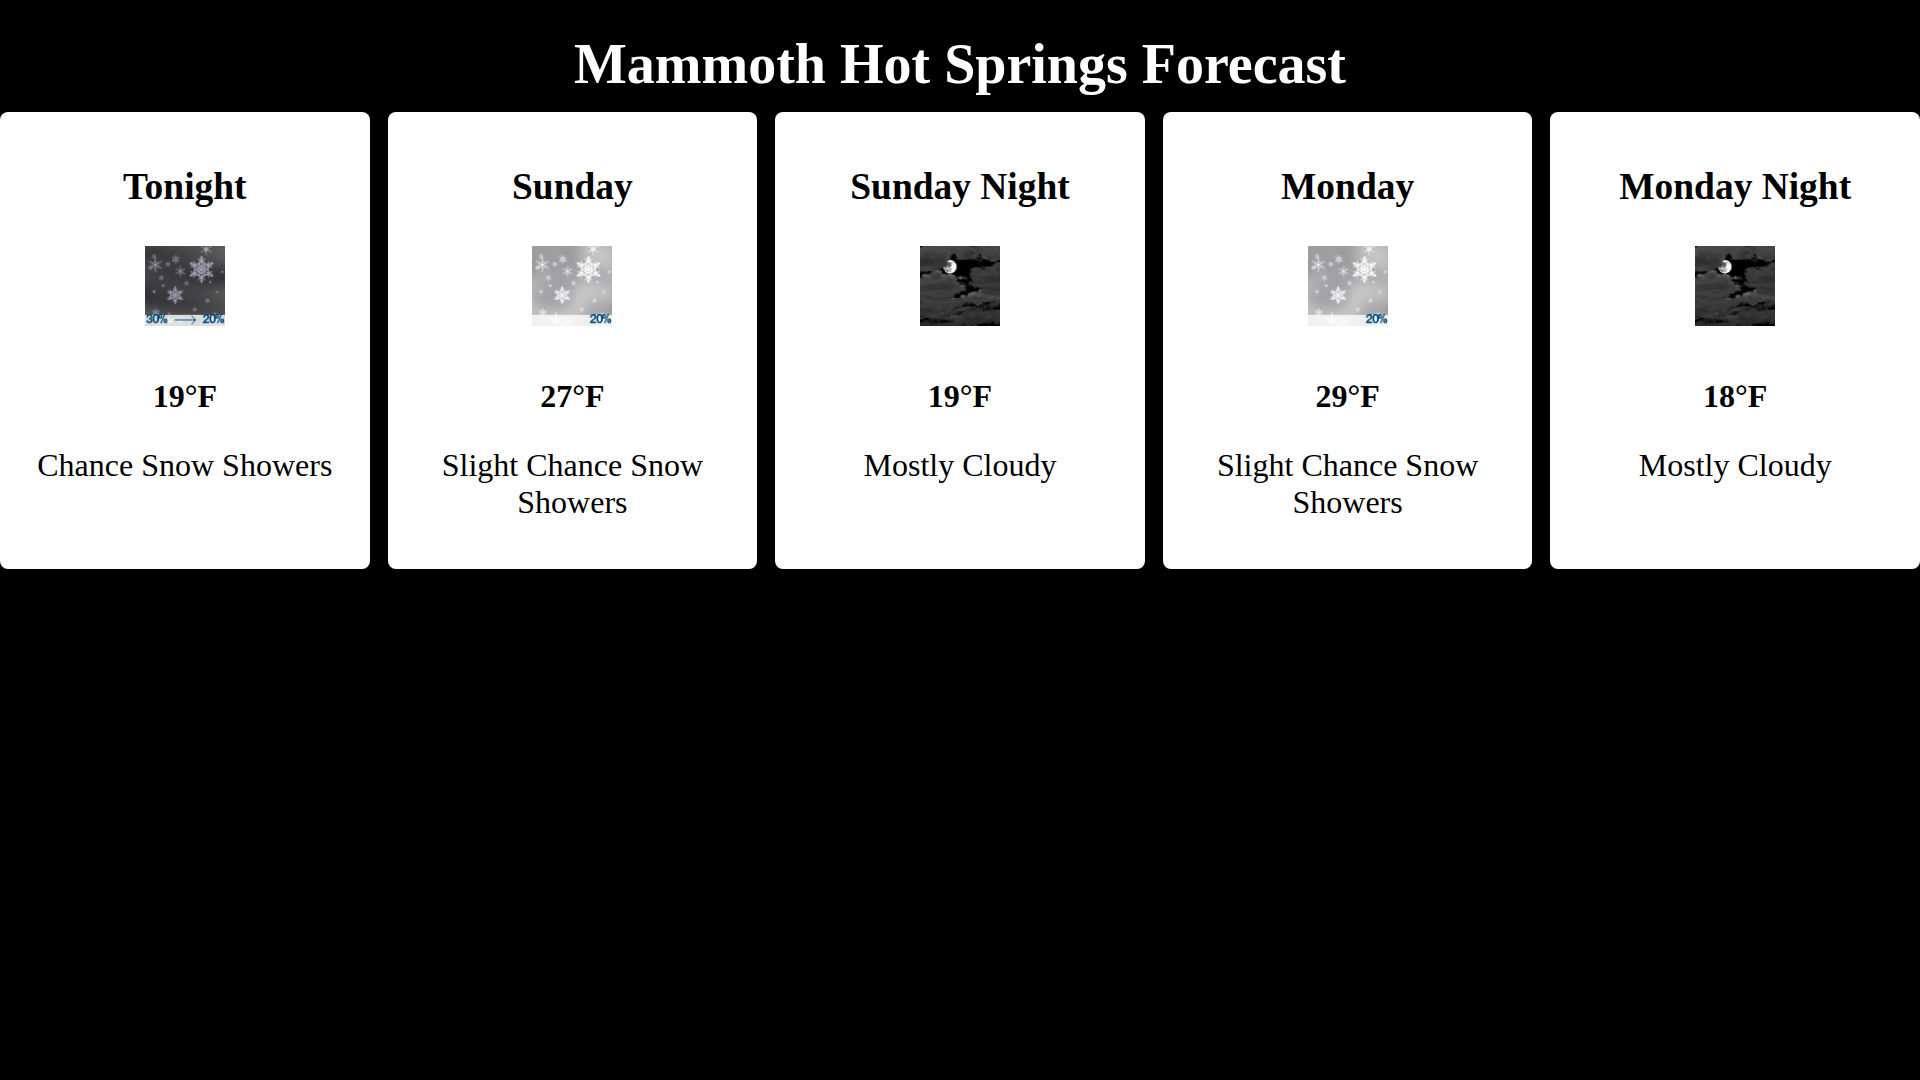 Mammoth Hot Springs Forecast
Tonight
30% → 20%
19°F
Chance Snow Showers
Sunday
20%
27°F
Slight Chance Snow
Showers
Sunday Night
19°F
Mostly Cloudy
Monday
20%
29°F
Slight Chance Snow
Showers
Monday Night
18°F
Mostly Cloudy